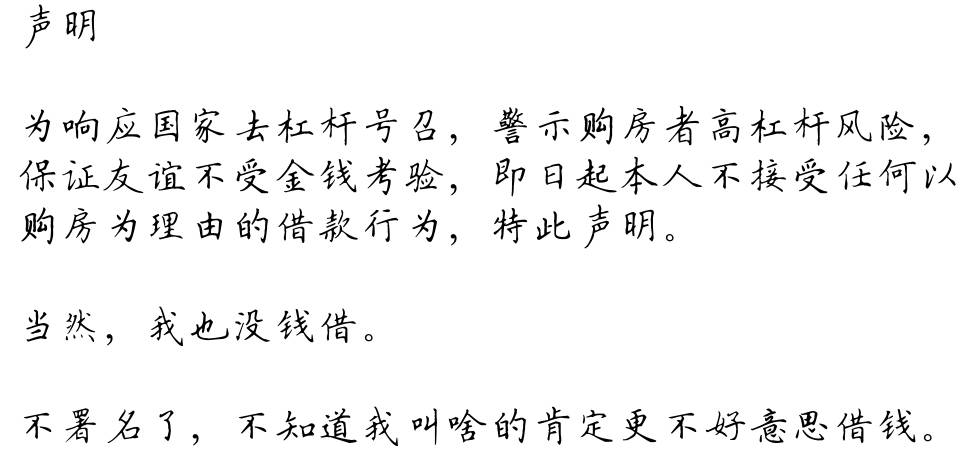 声明
为响应国家去杠杆号召，警示购房者高杠杆风险，
保证友谊不受金钱考验，即日起本人不接受任何以
购房为理由的借款行为，特此声明。
当然，我也没钱借。
不署名了，不知道我叫啥的肯定更不好意思借钱。